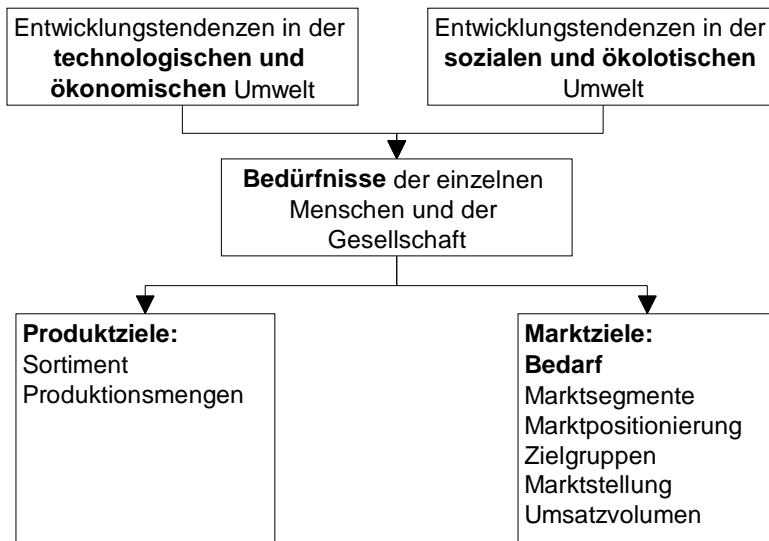 Entwicklungstendenzen in der
technologischen und
ökonomischen Umwelt
Entwicklungstendenzen in der
sozialen und ökolotischen
Umwelt
Bedürfnisse der einzelnen
Menschen und der
Gesellschaft
Produktziele:
Sortiment
Produktionsmengen
Marktziele:
Bedarf
Marktsegmente
Marktpositionierung
Zielgruppen
Marktstellung
Umsatzvolumen